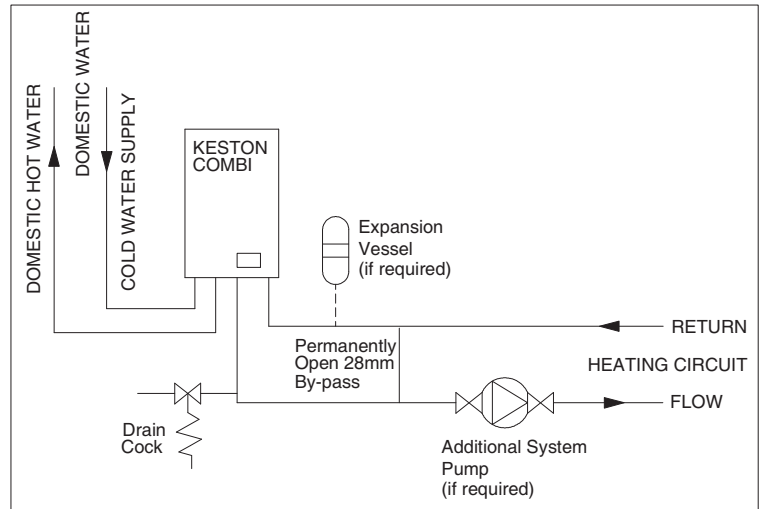 DOMESTIC HOT WATER
DOMESTIC WATER
COLD WATER SUPPLY
KESTON
COMBI
Expansion
Vessel
(if required)
RETURN
Permanently
Open 28mm
By-pass
HEATING CIRCUIT
FLOW
Drain
Cock
Additional System
Pump
(if required)